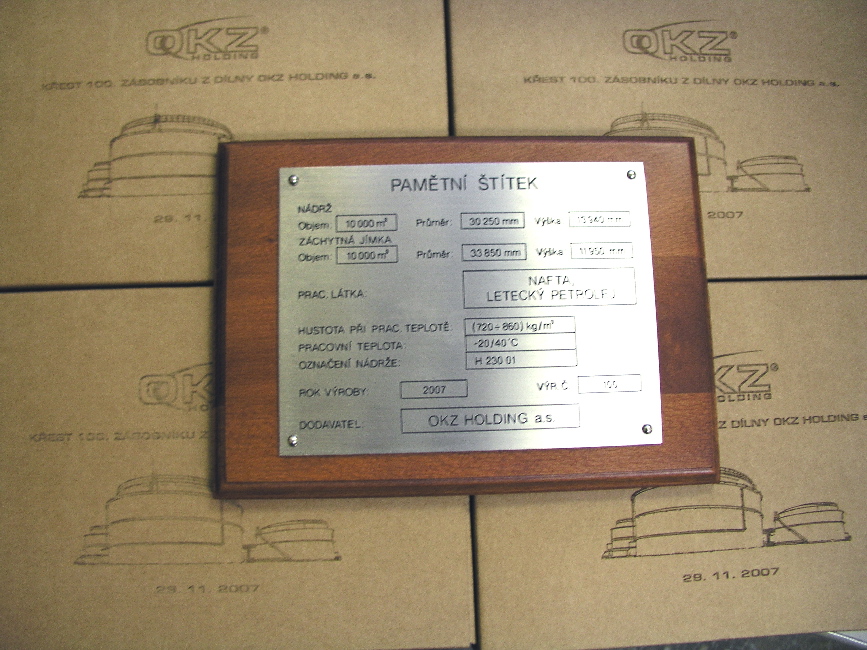 OKZ®
HOLDING
KŘEST 100. ZÁSOBNÍKU Z DÍLNY OKZ HOLDING a.s.
29. 11.
OKZ®
HOLDING
KŘEST 100. ZÁSOBNÍKU Z DÍLNY OKZ HOLDING a.s.
2007
PAMĚTNÍ ŠTÍTEK
NÁDRŽ
Objem: 10 000 m³ Průměr: 30 250 mm Výška
ZÁCHYTNÁ JÍMKA
Objem: 10 000 m³ Průměr: 33 850 mm Výška
PRAC. LÁTKA: NAFTA,
LETECKÝ PETROLEJ
HUSTOTA PŘI PRAC. TEPLOTĚ: (720÷860) kg/m³
PRACOVNÍ TEPLOTA: -20/40°C
OZNAČENÍ NÁDRŽE: H 230 01
ROK VÝROBY: 2007 VÝR. Č. 100
DODAVATEL: OKZ HOLDING a.s.
KŘEST 100.
29. 11. 2007
KZ®
HOLDING
Z DÍLNY OKZ HOLDING a.s.
29. 11. 2007